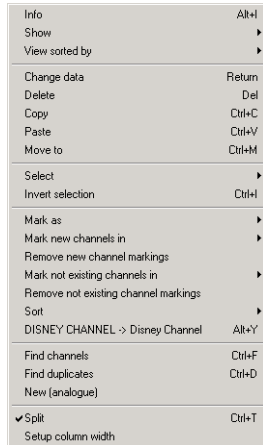 Info Alt+I
Show
View sorted by
Change data Return
Delete Del
Copy Ctrl+C
Paste Ctrl+V
Move to Ctrl+M
Select
Invert selection Ctrl+I
Mark as
Mark new channels in
Remove new channel markings
Mark not existing channels in
Remove not existing channel markings
Sort
DISNEY CHANNEL -> Disney Channel Alt+Y
Find channels Ctrl+F
Find duplicates Ctrl+D
New (analogue)
Split Ctrl+T
Setup column width